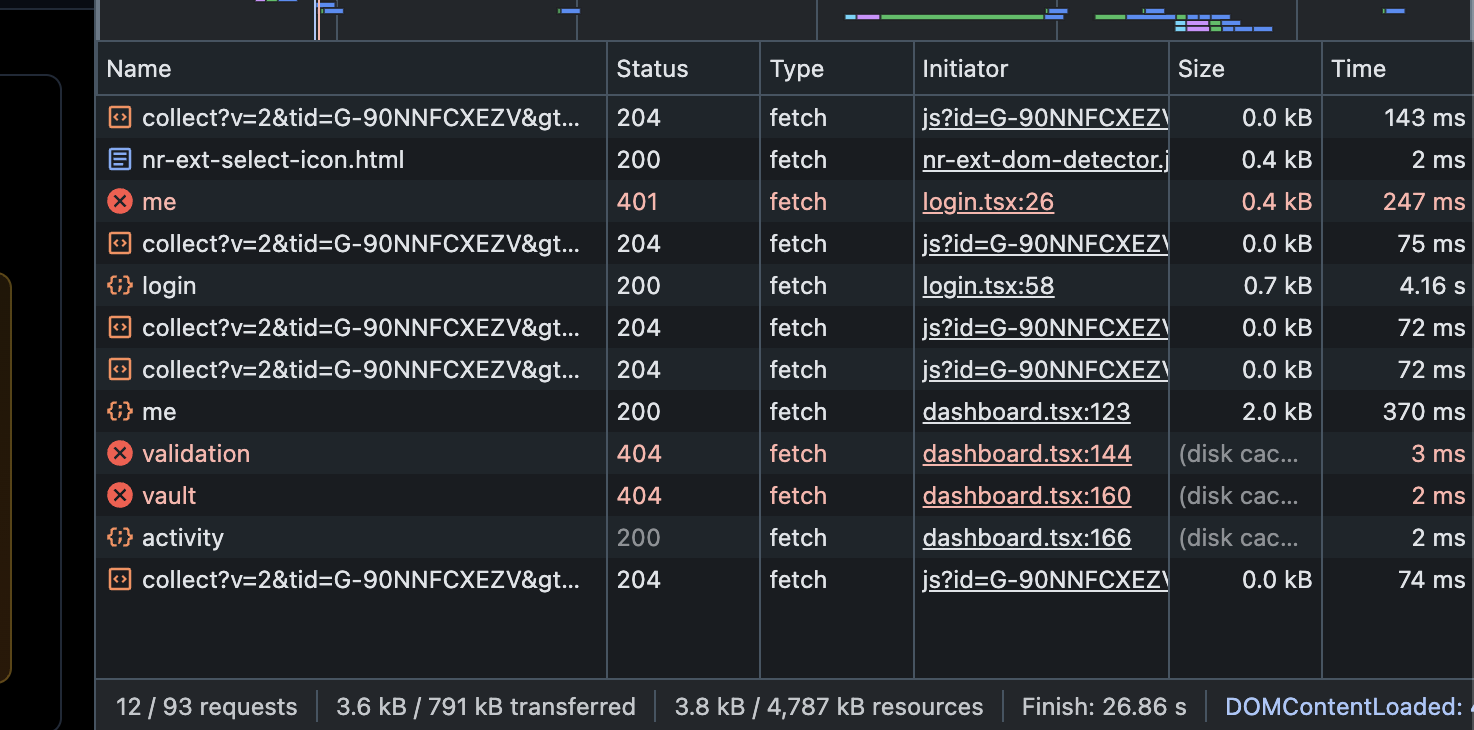 Name Status Type Initiator Size Time
collect?v=2&tid=G-90NNFCXEZV&gt... 204 fetch js?id=G-90NNFCXEZV 0.0 kB 143 ms
nr-ext-select-icon.html 200 fetch nr-ext-dom-detector.j 0.4 kB 2 ms
me 401 fetch login.tsx:26 0.4 kB 247 ms
collect?v=2&tid=G-90NNFCXEZV&gt... 204 fetch js?id=G-90NNFCXEZV 0.0 kB 75 ms
login 200 fetch login.tsx:58 0.7 kB 4.16 s
collect?v=2&tid=G-90NNFCXEZV&gt... 204 fetch js?id=G-90NNFCXEZV 0.0 kB 72 ms
collect?v=2&tid=G-90NNFCXEZV&gt... 204 fetch js?id=G-90NNFCXEZV 0.0 kB 72 ms
me 200 fetch dashboard.tsx:123 2.0 kB 370 ms
validation 404 fetch dashboard.tsx:144 (disk cac... 3 ms
vault 404 fetch dashboard.tsx:160 (disk cac... 2 ms
activity 200 fetch dashboard.tsx:166 (disk cac... 2 ms
collect?v=2&tid=G-90NNFCXEZV&gt... 204 fetch js?id=G-90NNFCXEZV 0.0 kB 74 ms
12 / 93 requests 3.6 kB / 791 kB transferred 3.8 kB / 4,787 kB resources Finish: 26.86 s DOMContentLoaded: